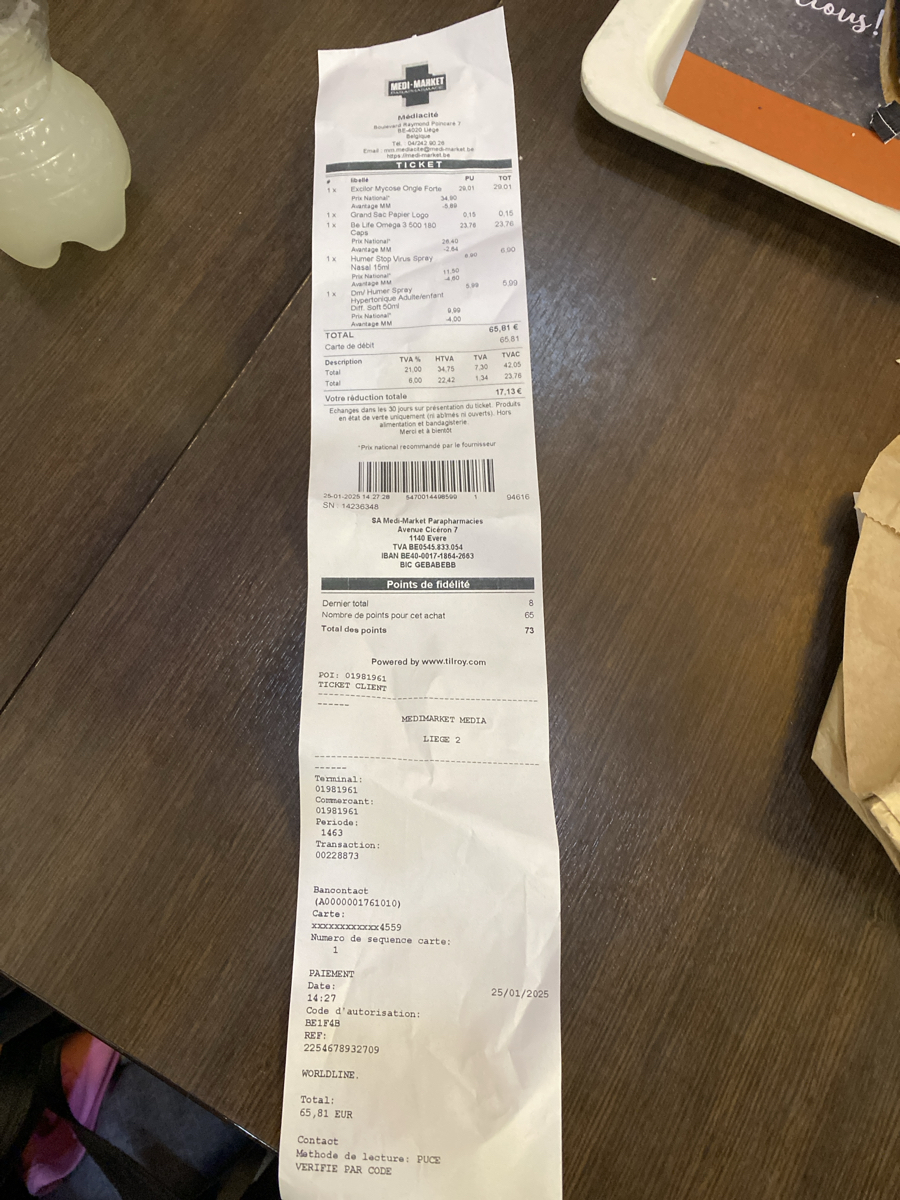 cious!
MEDI-MARKET
PARAPHARMACIE
Médiacité
Boulevard Raymond Poincaré 7
BE-4020 Liège
Belgique
Tél. : 04/242 90 28
https://medi-market.be
TICKET
# libellé PU TOT
1 x Excilor Mycose Ongle Forte 29,01 29,01
Prix National* 34,90
Avantage MM -5,89
1 x Grand Sac Papier Logo 0,15 0,15
1 x Be Life Omega 3 500 180 23,76 23,76
Caps
Prix National* 26,40
Avantage MM -2,64
1 x Humer Stop Virus Spray 6,90 6,90
Nasal 15ml
Prix National* 11,50
Avantage MM -4,60
1 x Dm/ Humer Spray 5,99 5,99
Hypertonique Adulte/enfant
Diff. Soft 50ml
Prix National* 9,99
Avantage MM -4,00
TOTAL 65,81 €
Carte de débit 65,81
Description TVA % HTVA TVA TVAC
Total 21,00 34,75 7,30 42,05
Total 6,00 22,42 1,34 23,76
Votre réduction totale 17,13 €
Echanges dans les 30 jours sur présentation du ticket. Produits
en état de vente uniquement (ni abîmés ni ouverts). Hors
alimentation et bandagisterie.
Merci et à bientôt
*Prix national recommandé par le fournisseur
25-01-2025 14:27:28 5470014498599 1 94616
SN : 14236348
SA Medi-Market Parapharmacies
Avenue Cicéron 7
1140 Evere
TVA BE0545.833.054
IBAN BE40-0017-1864-2663
BIC GEBABEBB
Points de fidélité
Dernier total 8
Nombre de points pour cet achat 65
Total des points 73
Powered by www.tilroy.com
POI: 01981961
TICKET CLIENT
MEDIMARKET MEDIA
LIEGE 2
Terminal:
01981961
Commercant:
01981961
Periode:
1463
Transaction:
00228873
Bancontact
(A0000001761010)
Carte:
xxxxxxxxxxxx4559
Numero de sequence carte:
1
PAIEMENT
Date: 25/01/2025
14:27
Code d'autorisation:
BE1F4B
REF:
2254678932709
WORLDLINE.
Total:
65,81 EUR
Contact
Methode de lecture: PUCE
VERIFIE PAR CODE